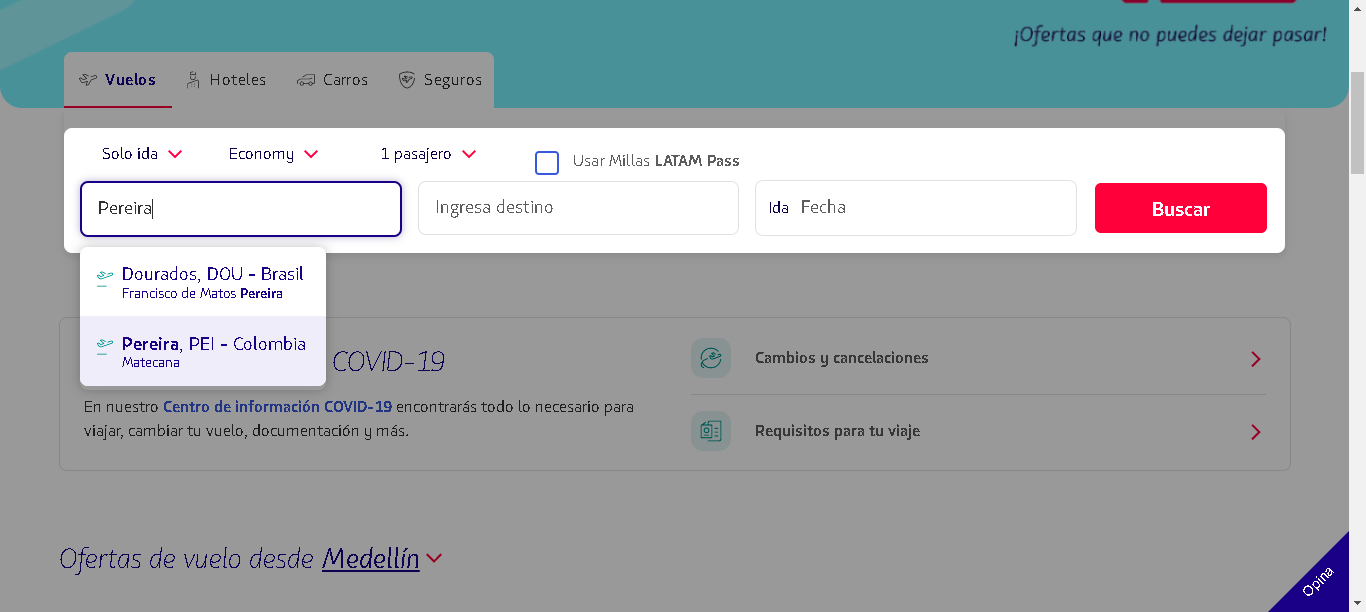 ¡Ofertas que no puedes dejar pasar!
Vuelos Hoteles Carros Seguros
Solo ida Economy 1 pasajero Usar Millas LATAM Pass
Pereira Ingresa destino Ida Fecha Buscar
Dourados, DOU - Brasil
Francisco de Matos Pereira
Pereira, PEI - Colombia
Matecana
COVID-19
En nuestro Centro de información COVID-19 encontrarás todo lo necesario para
viajar, cambiar tu vuelo, documentación y más.
Cambios y cancelaciones
Requisitos para tu viaje
Ofertas de vuelo desde Medellín
Opina